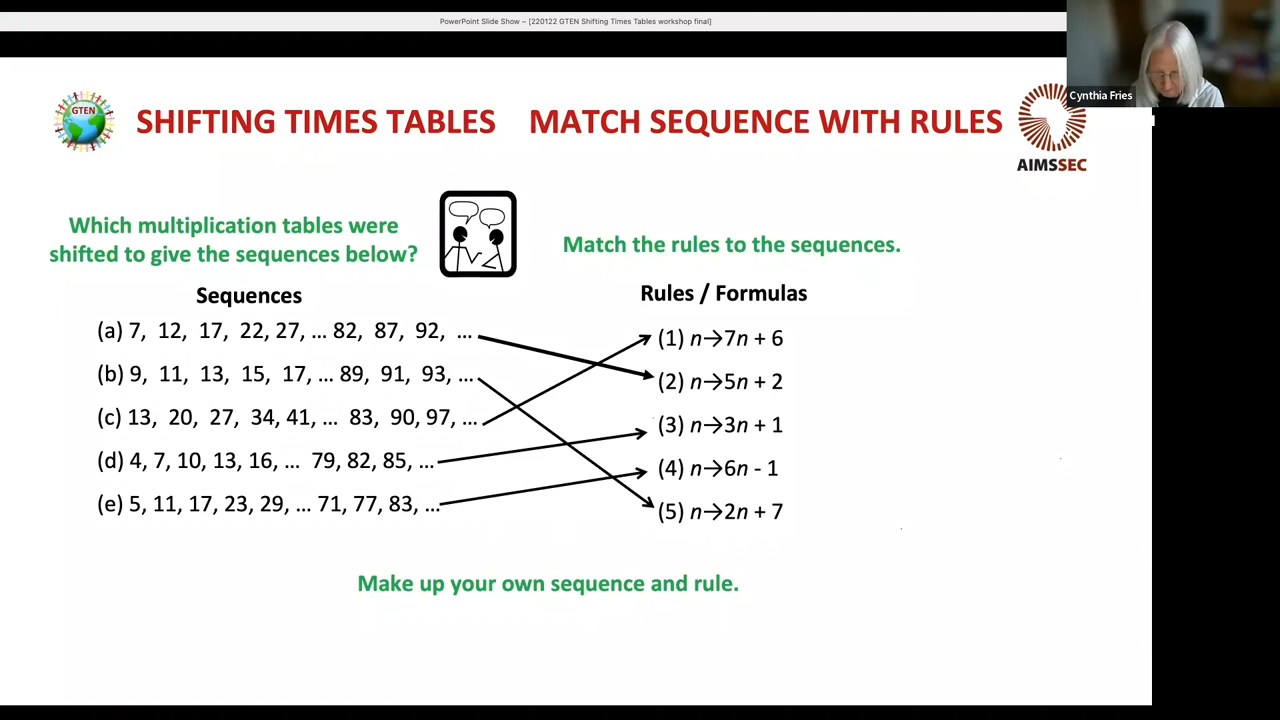 PowerPoint Slide Show – [220122 GTEN Shifting Times Tables workshop final]
Cynthia Fries
GTEN
SHIFTING TIMES TABLES MATCH SEQUENCE WITH RULES
AIMSSEC
Which multiplication tables were
shifted to give the sequences below?
Match the rules to the sequences.
Sequences
Rules / Formulas
(a) 7, 12, 17, 22, 27, ... 82, 87, 92, ...
(b) 9, 11, 13, 15, 17, ... 89, 91, 93, ...
(c) 13, 20, 27, 34, 41, ... 83, 90, 97, ...
(d) 4, 7, 10, 13, 16, ... 79, 82, 85, ...
(e) 5, 11, 17, 23, 29, ... 71, 77, 83, ...
(1) n→7n + 6
(2) n→5n + 2
(3) n→3n + 1
(4) n→6n - 1
(5) n→2n + 7
Make up your own sequence and rule.